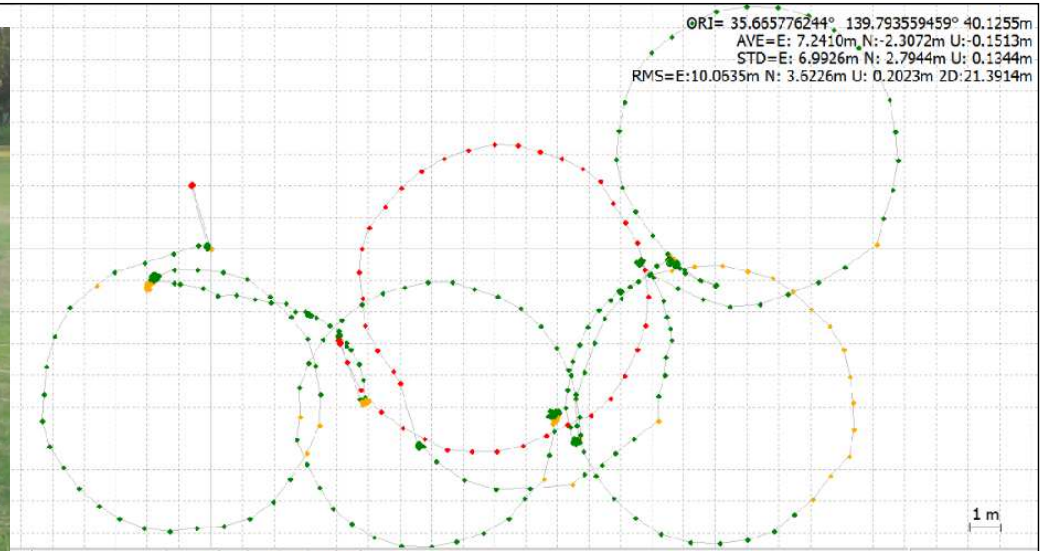 ORI= 35.665776244° 139.793559459° 40.1255m
AVE=E: 7.2410m N:-2.3072m U:-0.1513m
STD=E: 6.9926m N: 2.7944m U: 0.1344m
RMS=E:10.0635m N: 3.6226m U: 0.2023m 2D:21.3914m
1 m